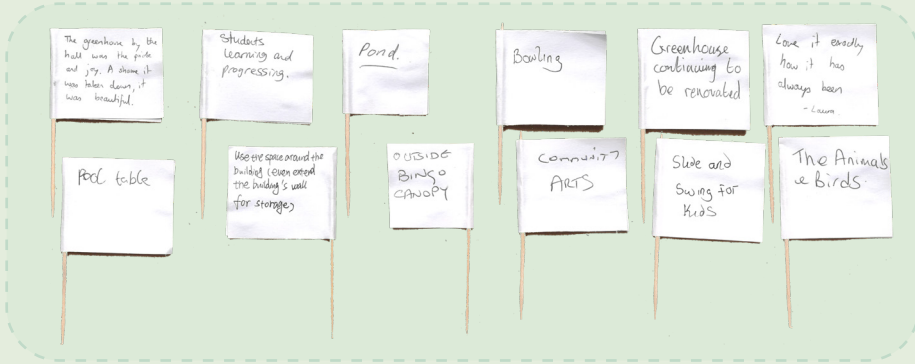 The greenhouse by the
hall was the pride
and joy. A shame it
was taken down, it
was beautiful.
Students
learning and
progressing.
Pond.
Bowling
Greenhouse
continuing to
be renovated
Love it exactly
how it has
always been
- Laura
Pool table
Use the space around the
building (even extend
the building's wall
for storage)
OUTSIDE
BINGO
CANOPY
COMMUNITY
ARTS
Slide and
Swing FOR
Kids
The Animals
& Birds.